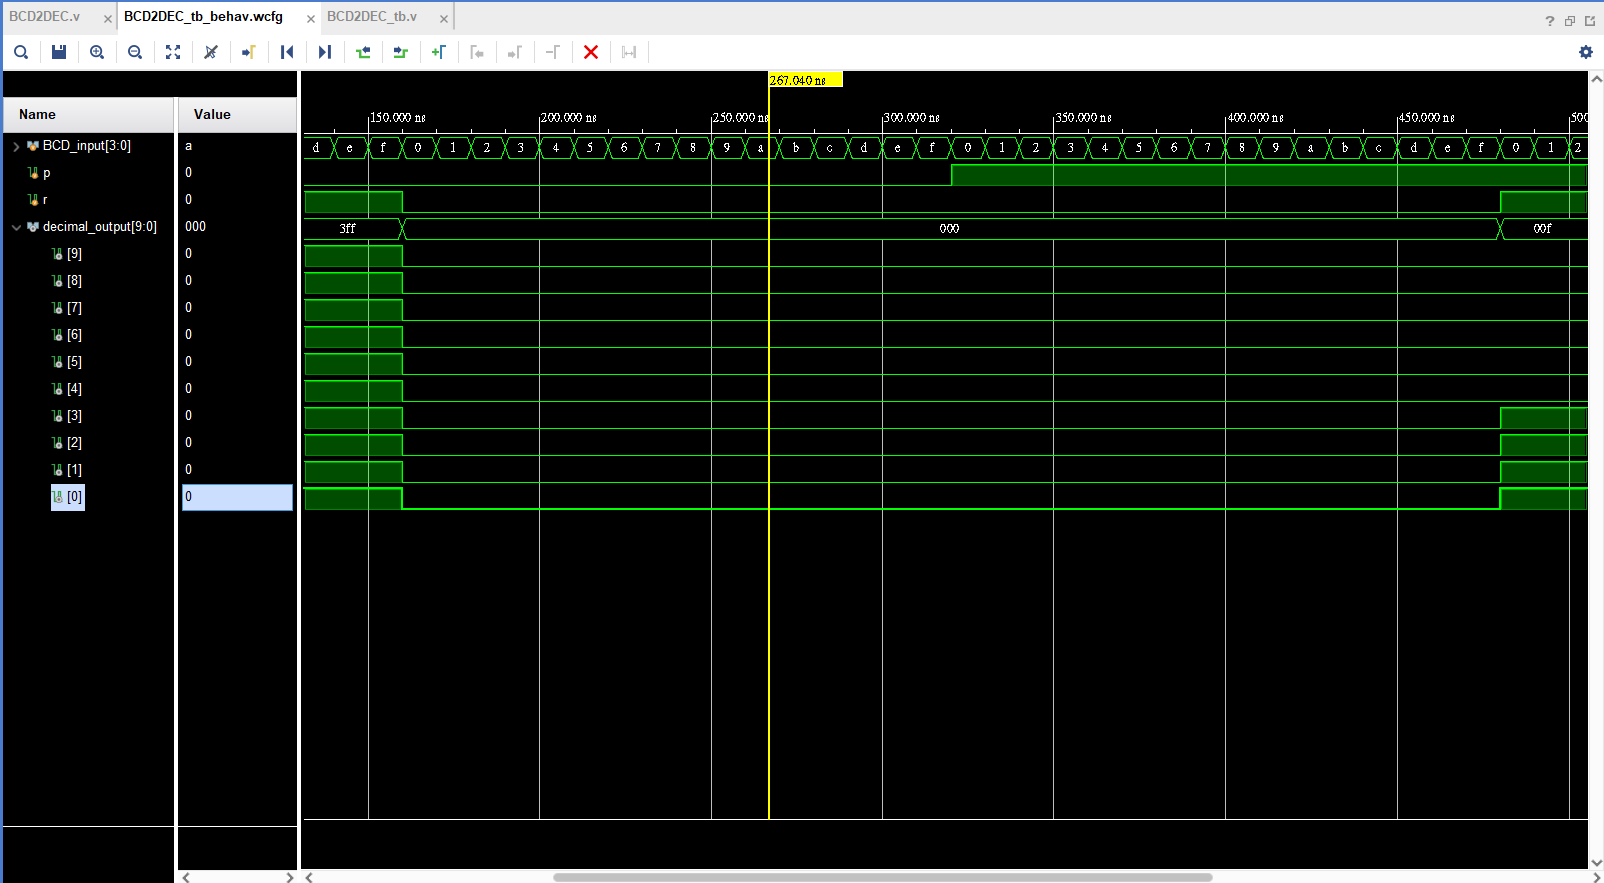 BCD2DEC.v × BCD2DEC_tb_behav.wcfg × BCD2DEC_tb.v ×
?
267.040 ns
Name Value
150.000 ns 200.000 ns 250.000 ns 300.000 ns 350.000 ns 400.000 ns 450.000 ns 500
BCD_input[3:0] a d e f 0 1 2 3 4 5 6 7 8 9 a b c d e f 0 1 2 3 4 5 6 7 8 9 a b c d e f 0 1 2
p 0
r 0
decimal_output[9:0] 000 3ff 000 00f
[9] 0
[8] 0
[7] 0
[6] 0
[5] 0
[4] 0
[3] 0
[2] 0
[1] 0
[0] 0